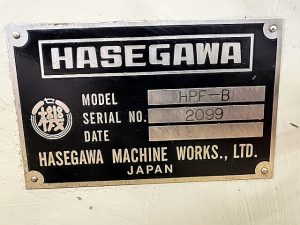 HASEGAWA
MODEL HPF-B
SERIAL NO. 2099
DATE
HASEGAWA MACHINE WORKS., LTD.
JAPAN